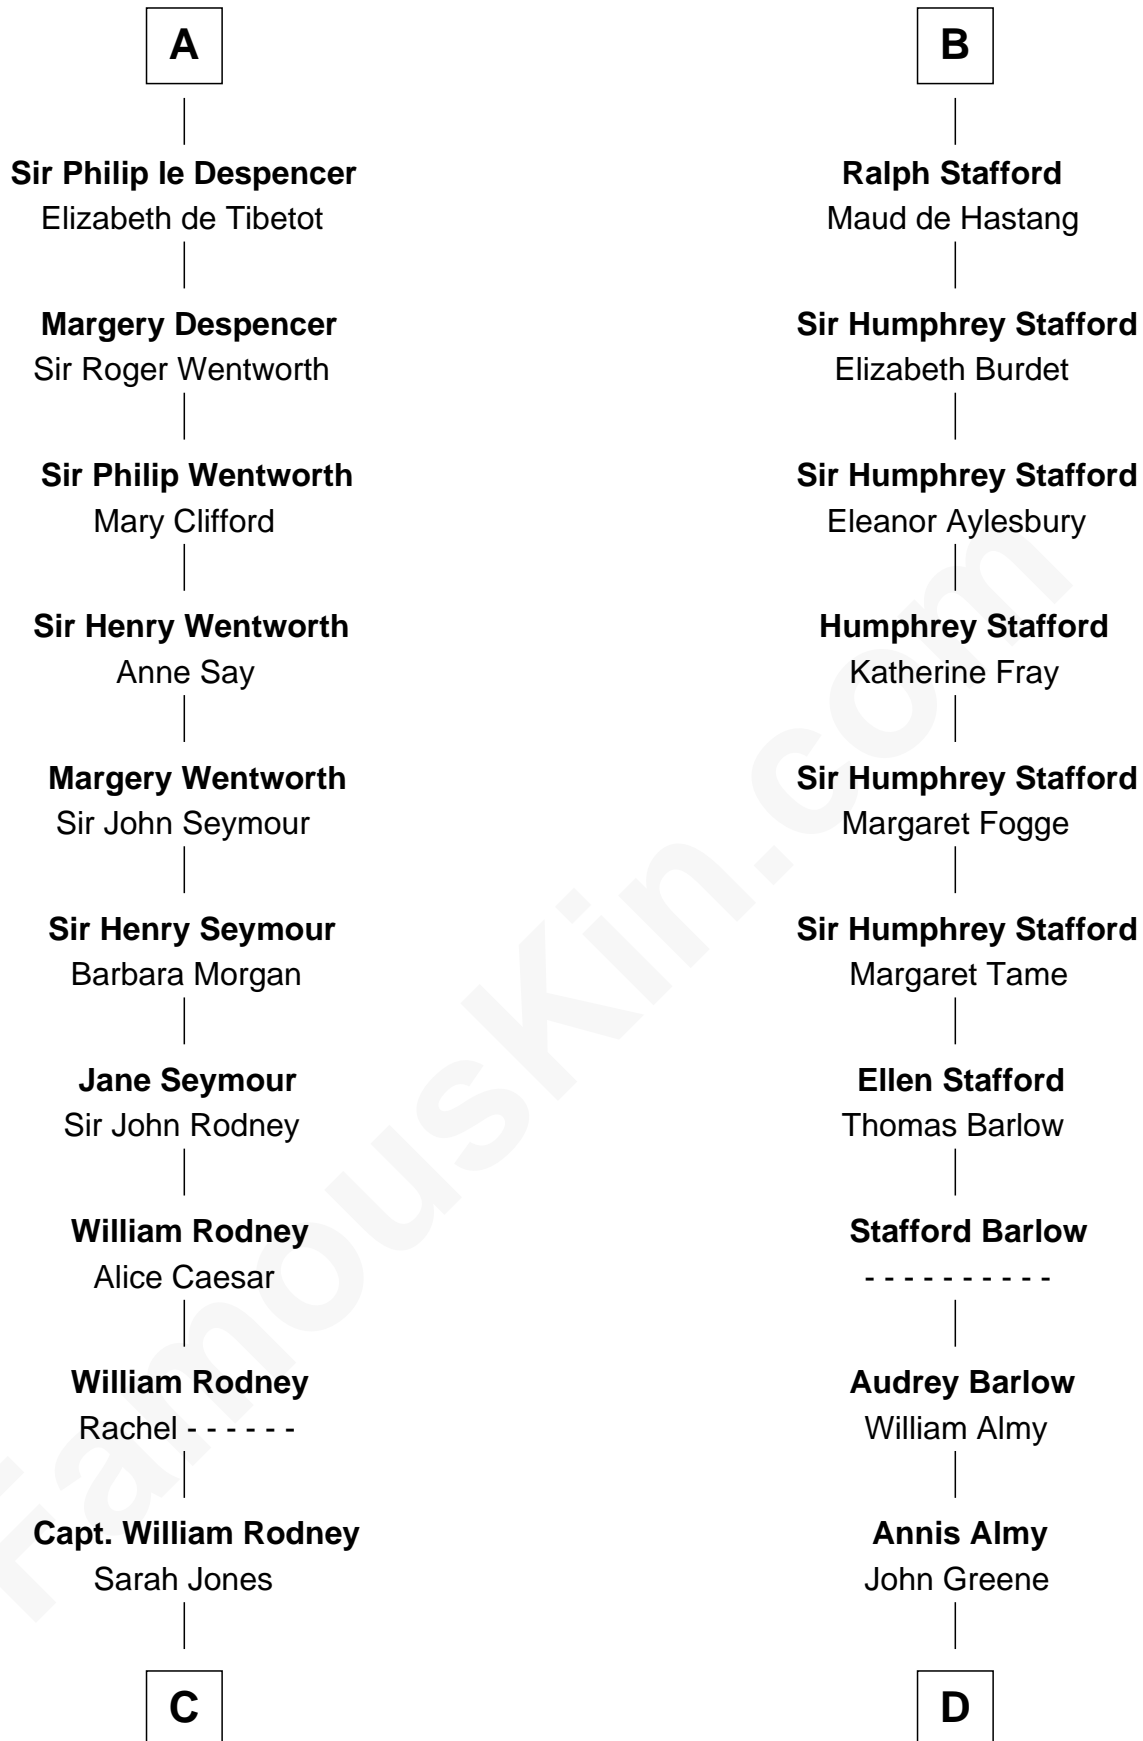 A
Sir Philip le Despencer
Elizabeth de Tibetot
Margery Despencer
Sir Roger Wentworth
Sir Philip Wentworth
Mary Clifford
Sir Henry Wentworth
Anne Say
Margery Wentworth
Sir John Seymour
Sir Henry Seymour
Barbara Morgan
Jane Seymour
Sir John Rodney
William Rodney
Alice Caesar
William Rodney
Rachel - - - - - -
Capt. William Rodney
Sarah Jones
C
B
Ralph Stafford
Maud de Hastang
Sir Humphrey Stafford
Elizabeth Burdet
Sir Humphrey Stafford
Eleanor Aylesbury
Humphrey Stafford
Katherine Fray
Sir Humphrey Stafford
Margaret Fogge
Sir Humphrey Stafford
Margaret Tame
Ellen Stafford
Thomas Barlow
Stafford Barlow
- - - - - - - - - -
Audrey Barlow
William Almy
Annis Almy
John Greene
D
FamousKin.com